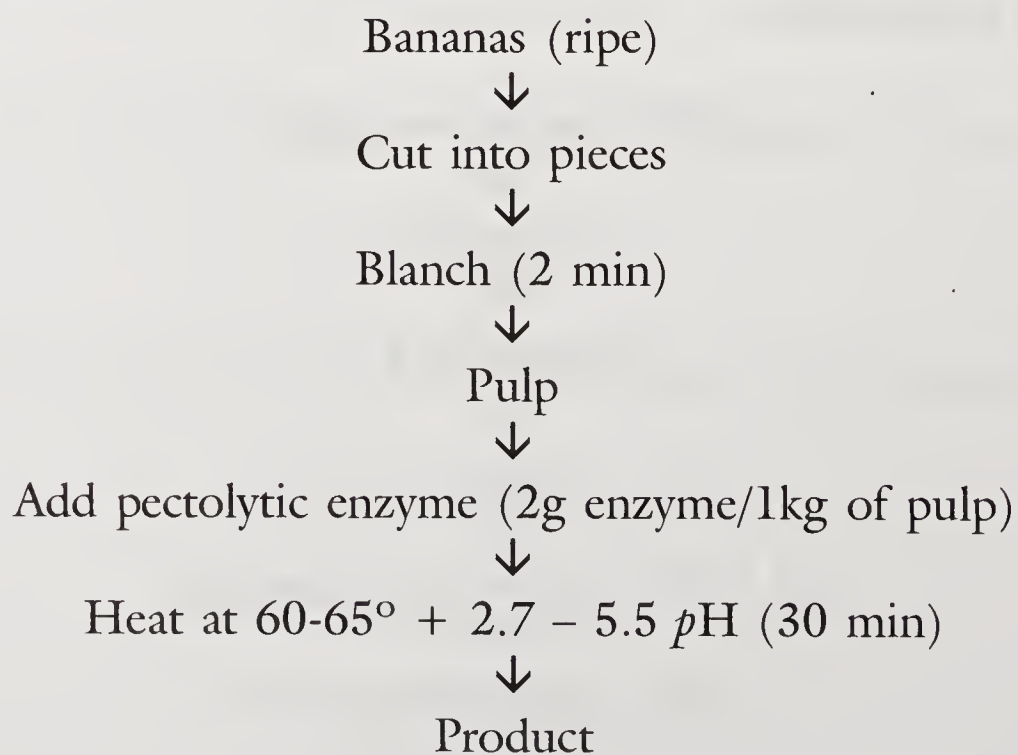 Bananas (ripe)
↓
Cut into pieces
↓
Blanch (2 min)
↓
Pulp
↓
Add pectolytic enzyme (2g enzyme/1kg of pulp)
↓
Heat at 60-65º + 2.7 – 5.5 pH (30 min)
↓
Product